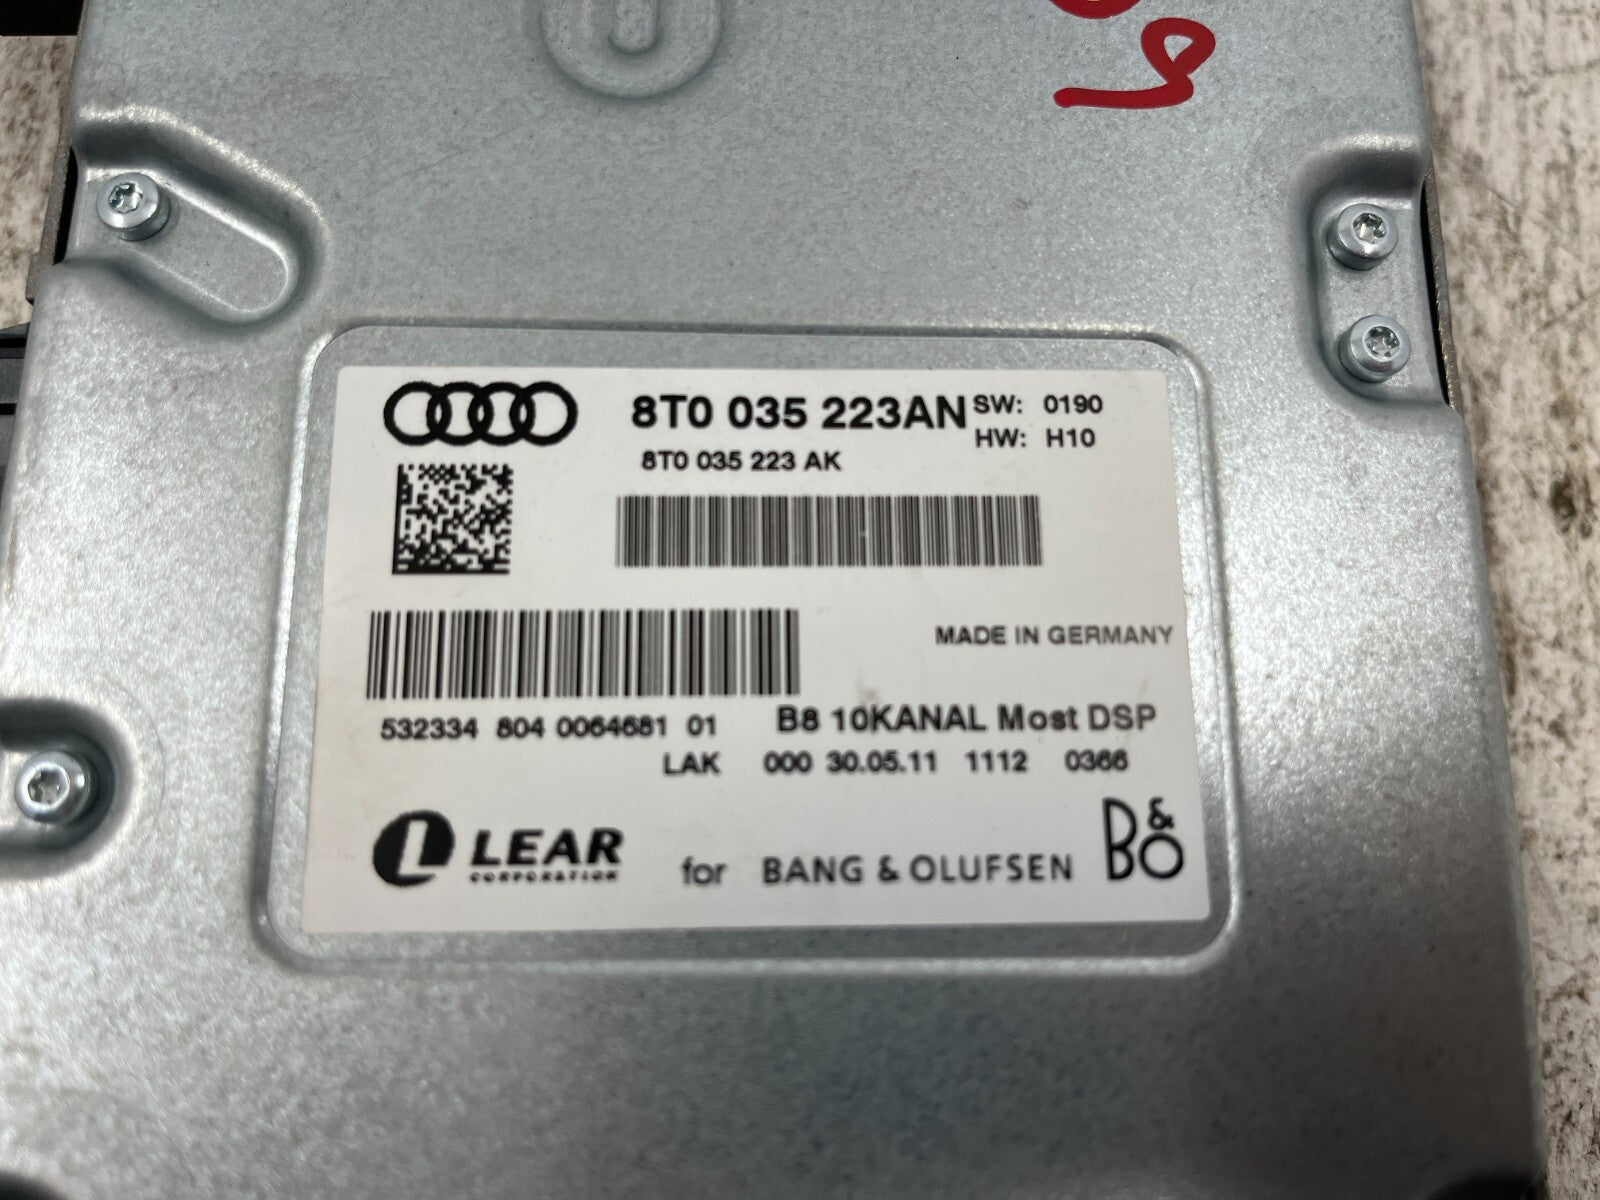 8T0 035 223AN SW: 0190
HW: H10
8T0 035 223 AK
MADE IN GERMANY
532334 804 0064681 01 B8 10KANAL Most DSP
LAK 000 30.05.11 1112 0366
L LEAR
CORPORATION
for BANG & OLUFSEN B&O